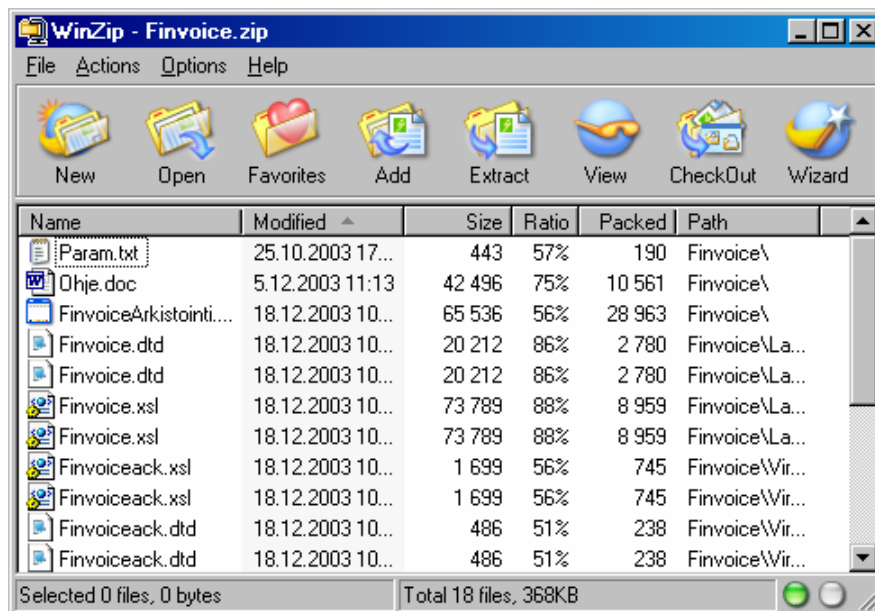 WinZip - Finvoice.zip
File Actions Options Help
New Open Favorites Add Extract View CheckOut Wizard
Name Modified Size Ratio Packed Path
Param.txt 25.10.2003 17... 443 57% 190 Finvoice\
Ohje.doc 5.12.2003 11:13 42 496 75% 10 561 Finvoice\
FinvoiceArkistointi.... 18.12.2003 10... 65 536 56% 28 963 Finvoice\
Finvoice.dtd 18.12.2003 10... 20 212 86% 2 780 Finvoice\La...
Finvoice.dtd 18.12.2003 10... 20 212 86% 2 780 Finvoice\La...
Finvoice.xsl 18.12.2003 10... 73 789 88% 8 959 Finvoice\La...
Finvoice.xsl 18.12.2003 10... 73 789 88% 8 959 Finvoice\La...
Finvoiceack.xsl 18.12.2003 10... 1 699 56% 745 Finvoice\Vir...
Finvoiceack.xsl 18.12.2003 10... 1 699 56% 745 Finvoice\Vir...
Finvoiceack.dtd 18.12.2003 10... 486 51% 238 Finvoice\Vir...
Finvoiceack.dtd 18.12.2003 10... 486 51% 238 Finvoice\Vir...
Selected 0 files, 0 bytes Total 18 files, 368KB